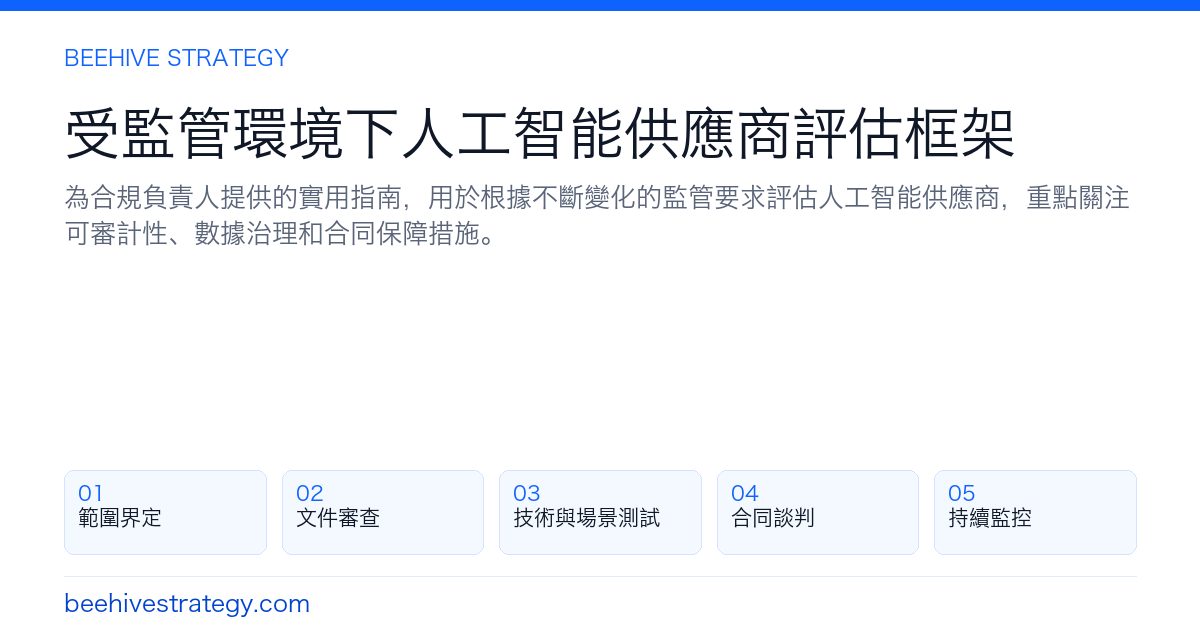 BEEHIVE STRATEGY
受監管環境下人工智能供應商評估框架
為合規負責人提供的實用指南，用於根據不斷變化的監管要求評估人工智能供應商，重點關注
可審計性、數據治理和合同保障措施。
01
範圍界定
02
文件審查
03
技術與場景測試
04
合同談判
05
持續監控
beehivestrategy.com